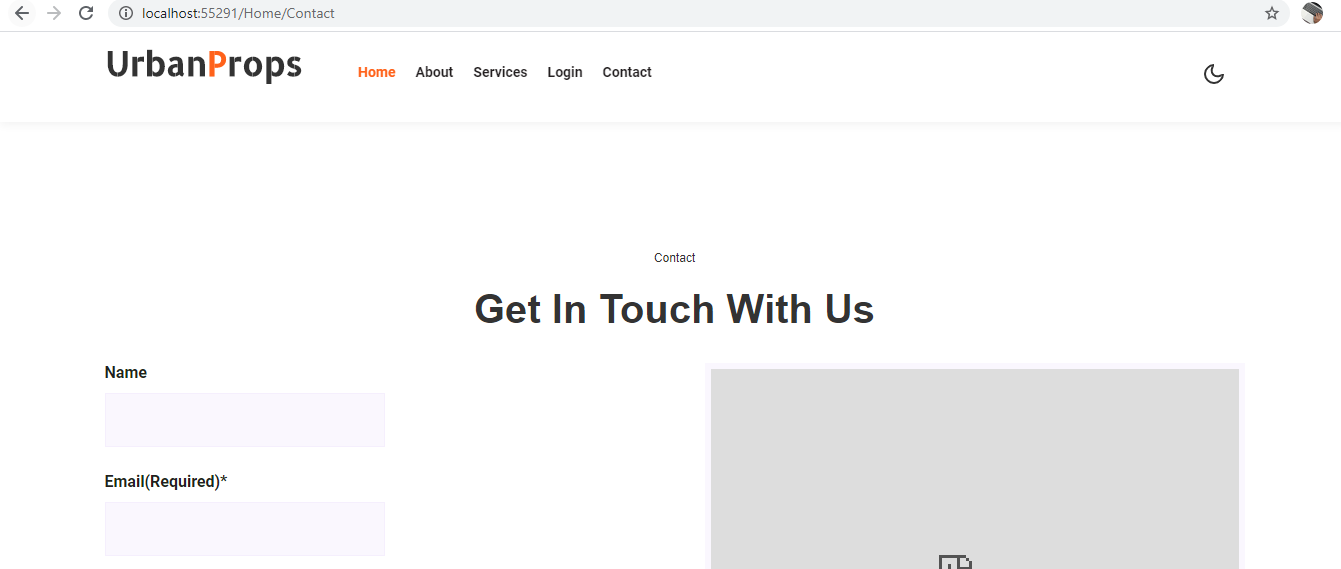 localhost:55291/Home/Contact
UrbanProps
Home About Services Login Contact
Contact
Get In Touch With Us
Name
Email(Required)*